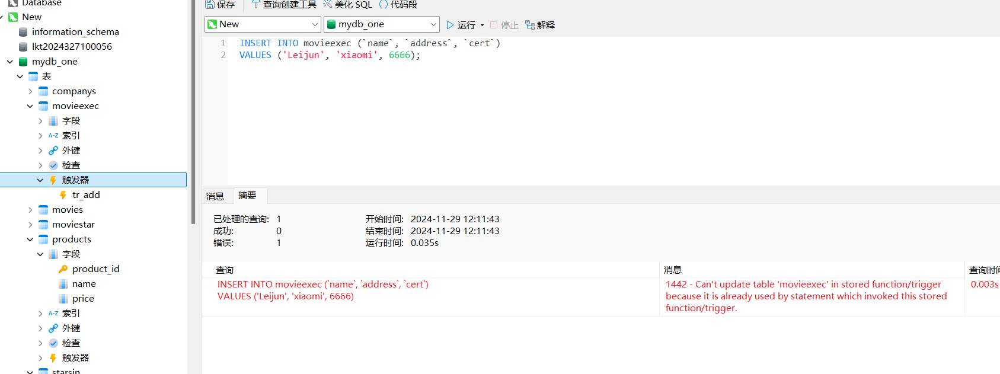 Database
New
information_schema
lkt2024327100056
mydb_one
表
companys
movieexec
字段
A-Z 索引
外键
检查
触发器
tr_add
movies
moviestar
products
字段
product_id
name
price
A-Z 索引
外键
检查
触发器
starsin
保存 查询创建工具 美化 SQL () 代码段
New mydb_one 运行 停止 解释
1 INSERT INTO movieexec (`name`, `address`, `cert`)
2 VALUES ('Leijun', 'xiaomi', 6666);
消息 摘要
已处理的查询: 1 开始时间: 2024-11-29 12:11:43
成功: 0 结束时间: 2024-11-29 12:11:43
错误: 1 运行时间: 0.035s
查询 消息 查询时间
INSERT INTO movieexec (`name`, `address`, `cert`)
VALUES ('Leijun', 'xiaomi', 6666)
1442 - Can't update table 'movieexec' in stored function/trigger
because it is already used by statement which invoked this stored
function/trigger.
0.003s